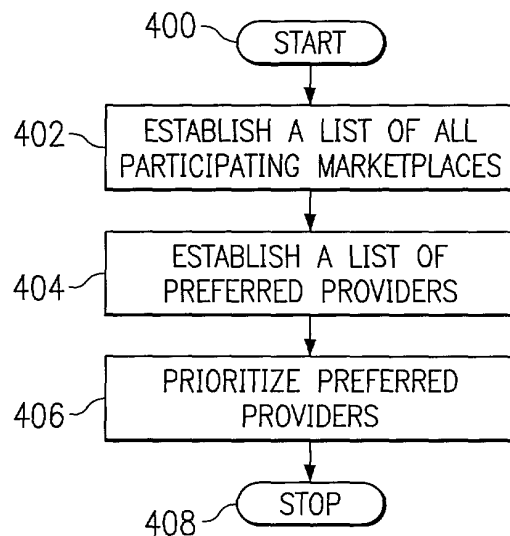 400
START
402
ESTABLISH A LIST OF ALL
PARTICIPATING MARKETPLACES
404
ESTABLISH A LIST OF
PREFERRED PROVIDERS
406
PRIORITIZE PREFERRED
PROVIDERS
408
STOP